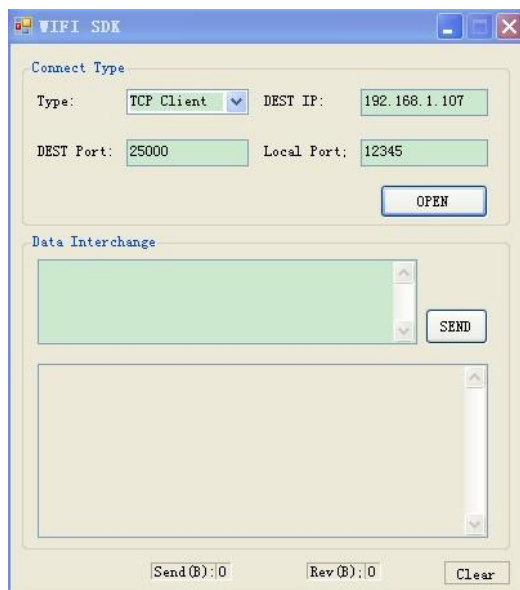 WIFI SDK
Connect Type
Type: TCP Client DEST IP: 192.168.1.107
DEST Port: 25000 Local Port; 12345
OPEN
Data Interchange
SEND
Send(B):0 Rev(B);0 Clear